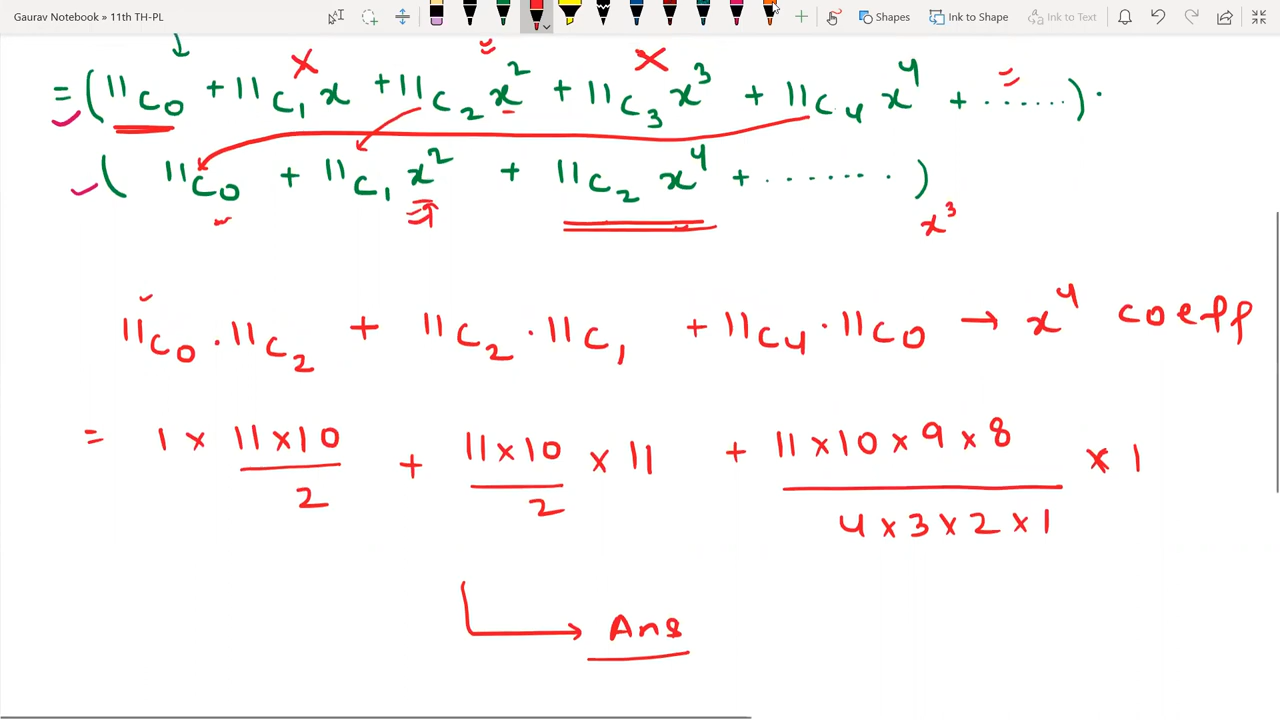 Gaurav Notebook » 11th TH-PL
Shapes Ink to Shape Ink to Text
= ( 11C0 + 11C1 x + 11C2 x² + 11C3 x³ + 11C4 x⁴ + ...... ) .
( 11C0 + 11C1 x² + 11C2 x⁴ + ........ )
x³
11C0 . 11C2 + 11C2 . 11C1 + 11C4 . 11C0 → x⁴ coeff
= 1 × 11×10 / 2 + 11×10 / 2 × 11 + 11×10×9×8 / 4×3×2×1 × 1
Ans